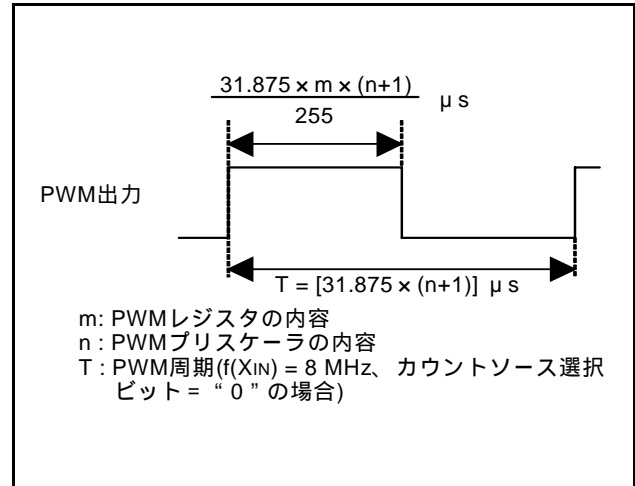 31.875 × m × (n+1)
255
μ s
PWM出力
T = [31.875 × (n+1)] μ s
m: PWMレジスタの内容
n : PWMプリスケーラの内容
T : PWM周期(f(XIN) = 8 MHz、カウントソース選択
ビット = “ 0 ” の場合)